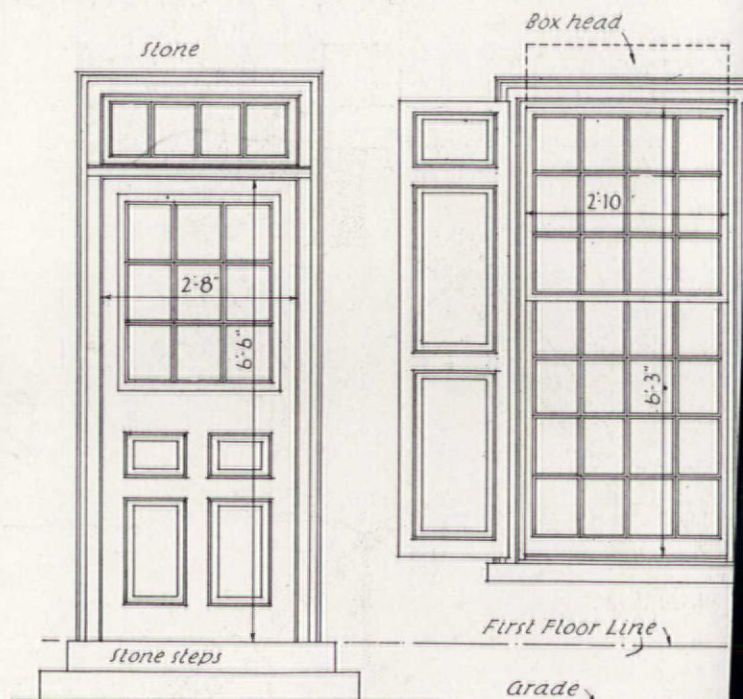 Stone
Box head
2'-10
2'-8"
6'-6"
6'-3"
First Floor Line
Stone steps
Grade